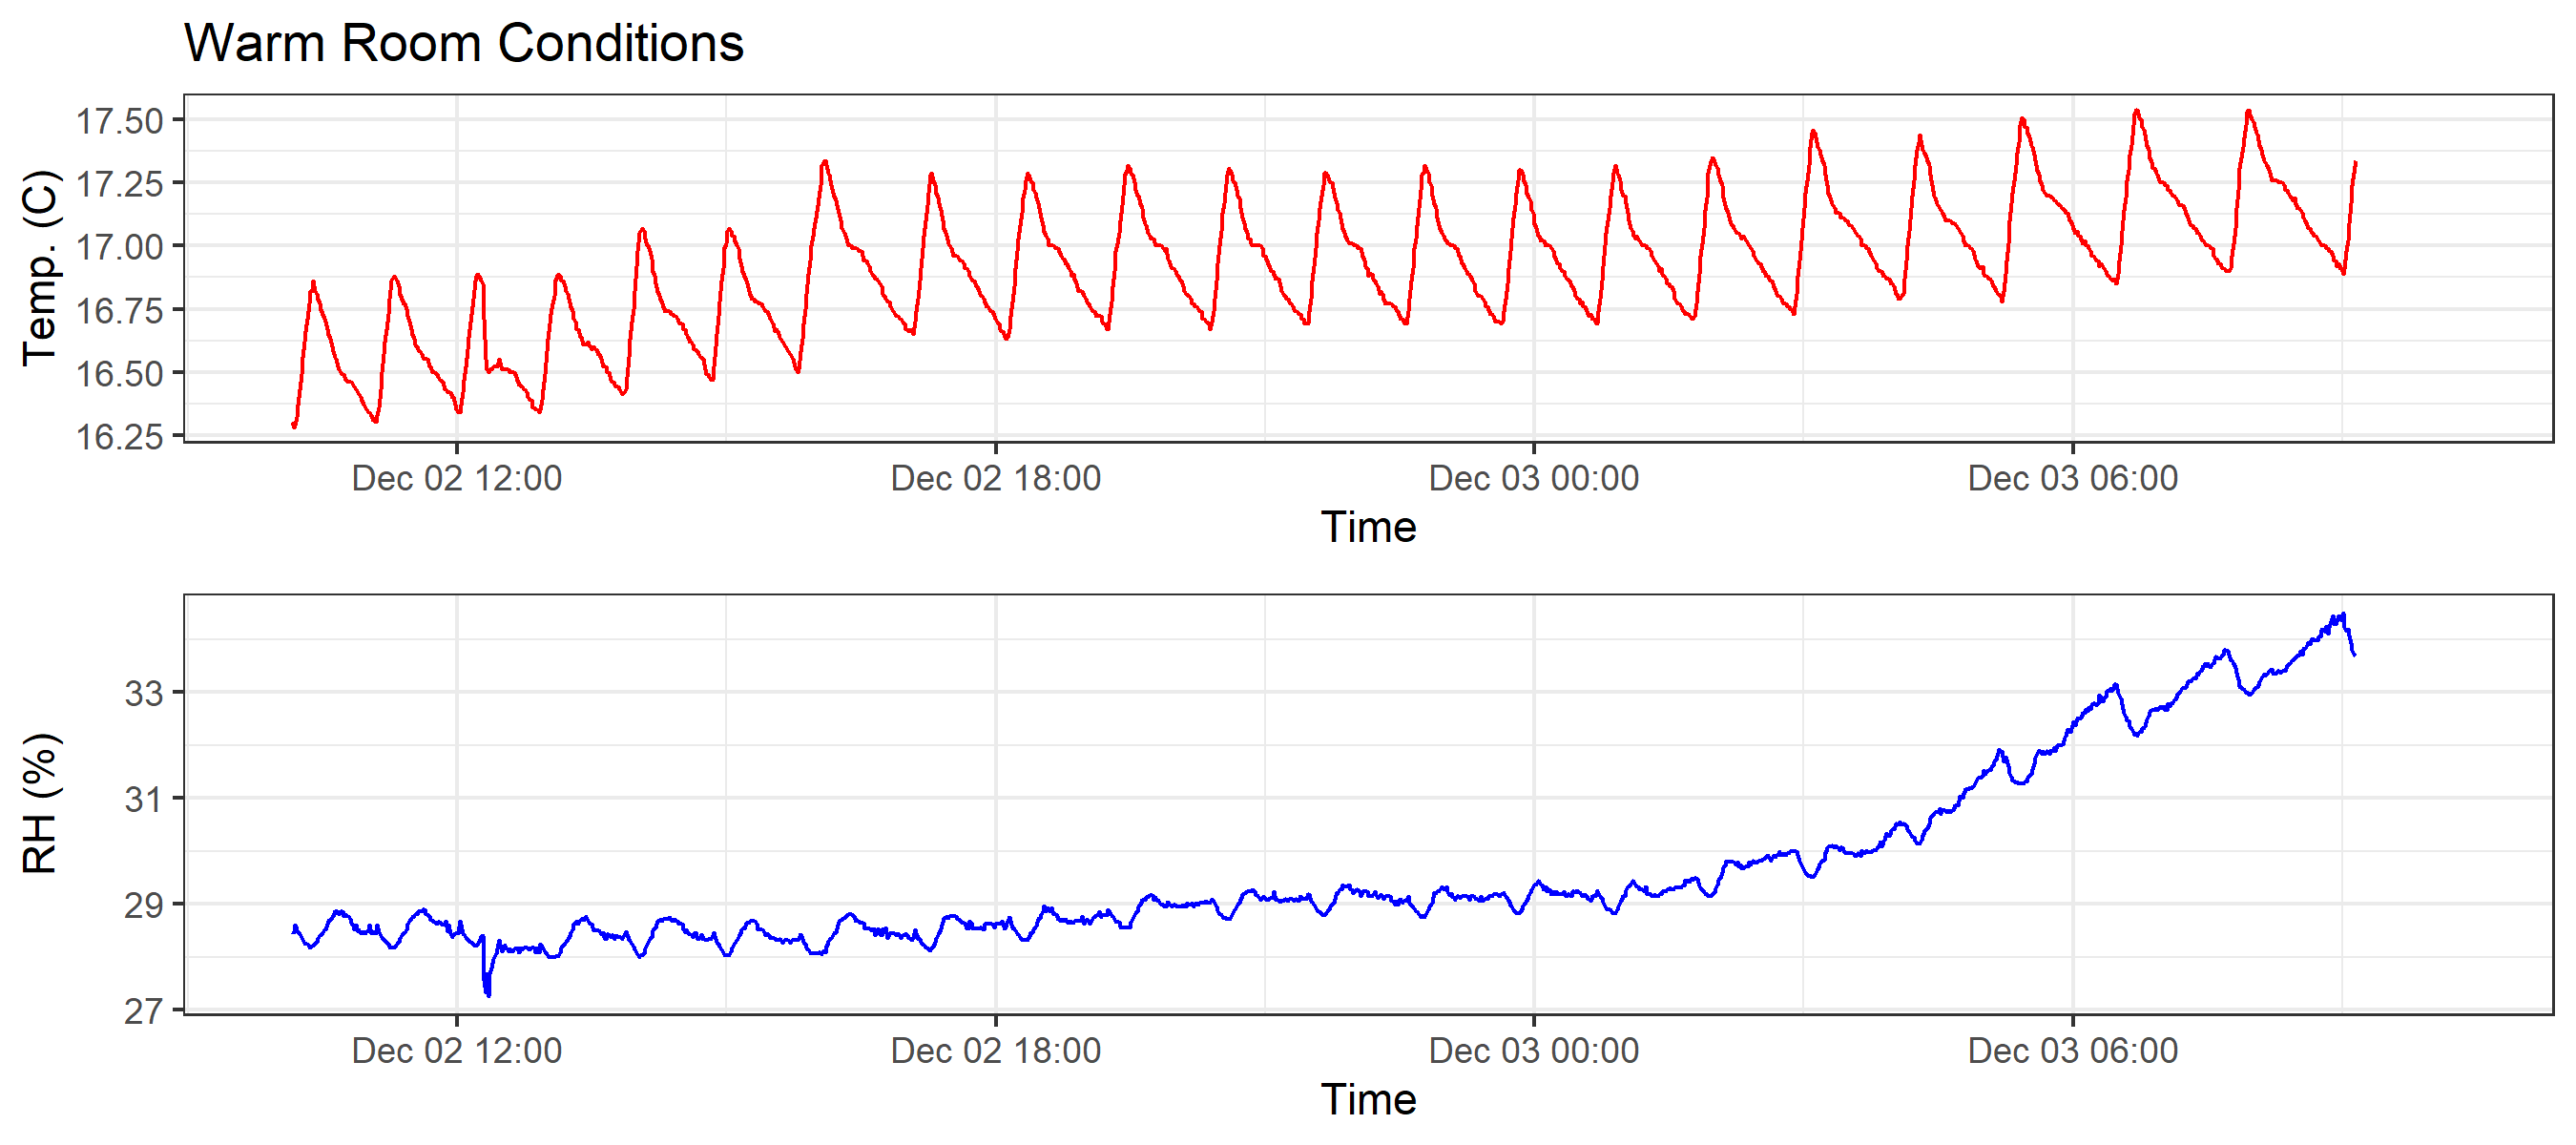 Warm Room Conditions
Temp. (C)
17.50
17.25
17.00
16.75
16.50
16.25
Dec 02 12:00 Dec 02 18:00 Dec 03 00:00 Dec 03 06:00
Time
RH (%)
33
31
29
27
Dec 02 12:00 Dec 02 18:00 Dec 03 00:00 Dec 03 06:00
Time